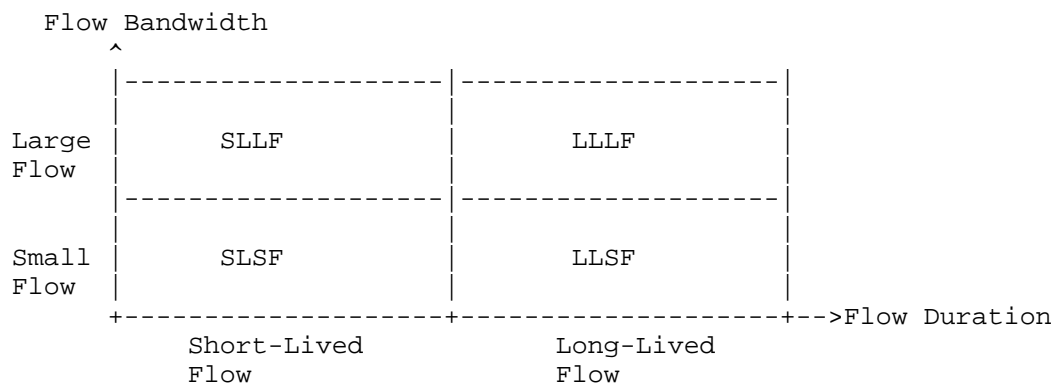 Flow Bandwidth
^
|--------------------|--------------------|
Large | SLLF | LLLF |
Flow | | |
|--------------------|--------------------|
Small | SLSF | LLSF |
Flow | | |
+--------------------+--------------------+-->Flow Duration
Short-Lived Long-Lived
Flow Flow